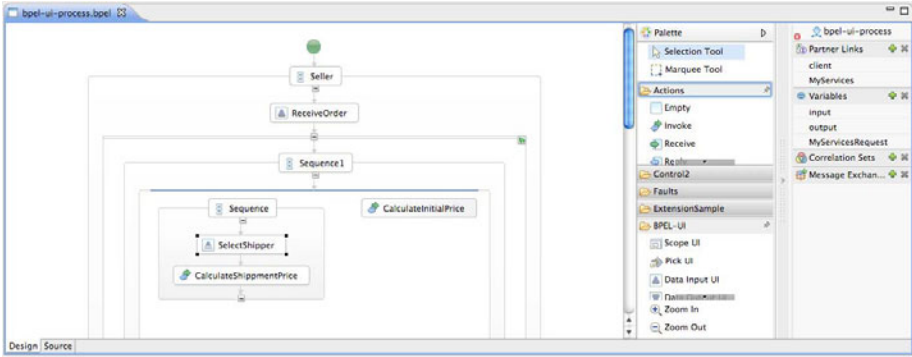 bpel-ui-process.bpel
Seller
ReceiveOrder
Sequence1
Sequence
CalculateInitialPrice
SelectShipper
CalculateShippmentPrice
Design Source
Palette
Selection Tool
Marquee Tool
Actions
Empty
Invoke
Receive
Reply
Control2
Faults
ExtensionSample
BPEL-UI
Scope UI
Pick UI
Data Input UI
Zoom In
Zoom Out
bpel-ui-process
Partner Links
client
MyServices
Variables
input
output
MyServicesRequest
Correlation Sets
Message Exchan...